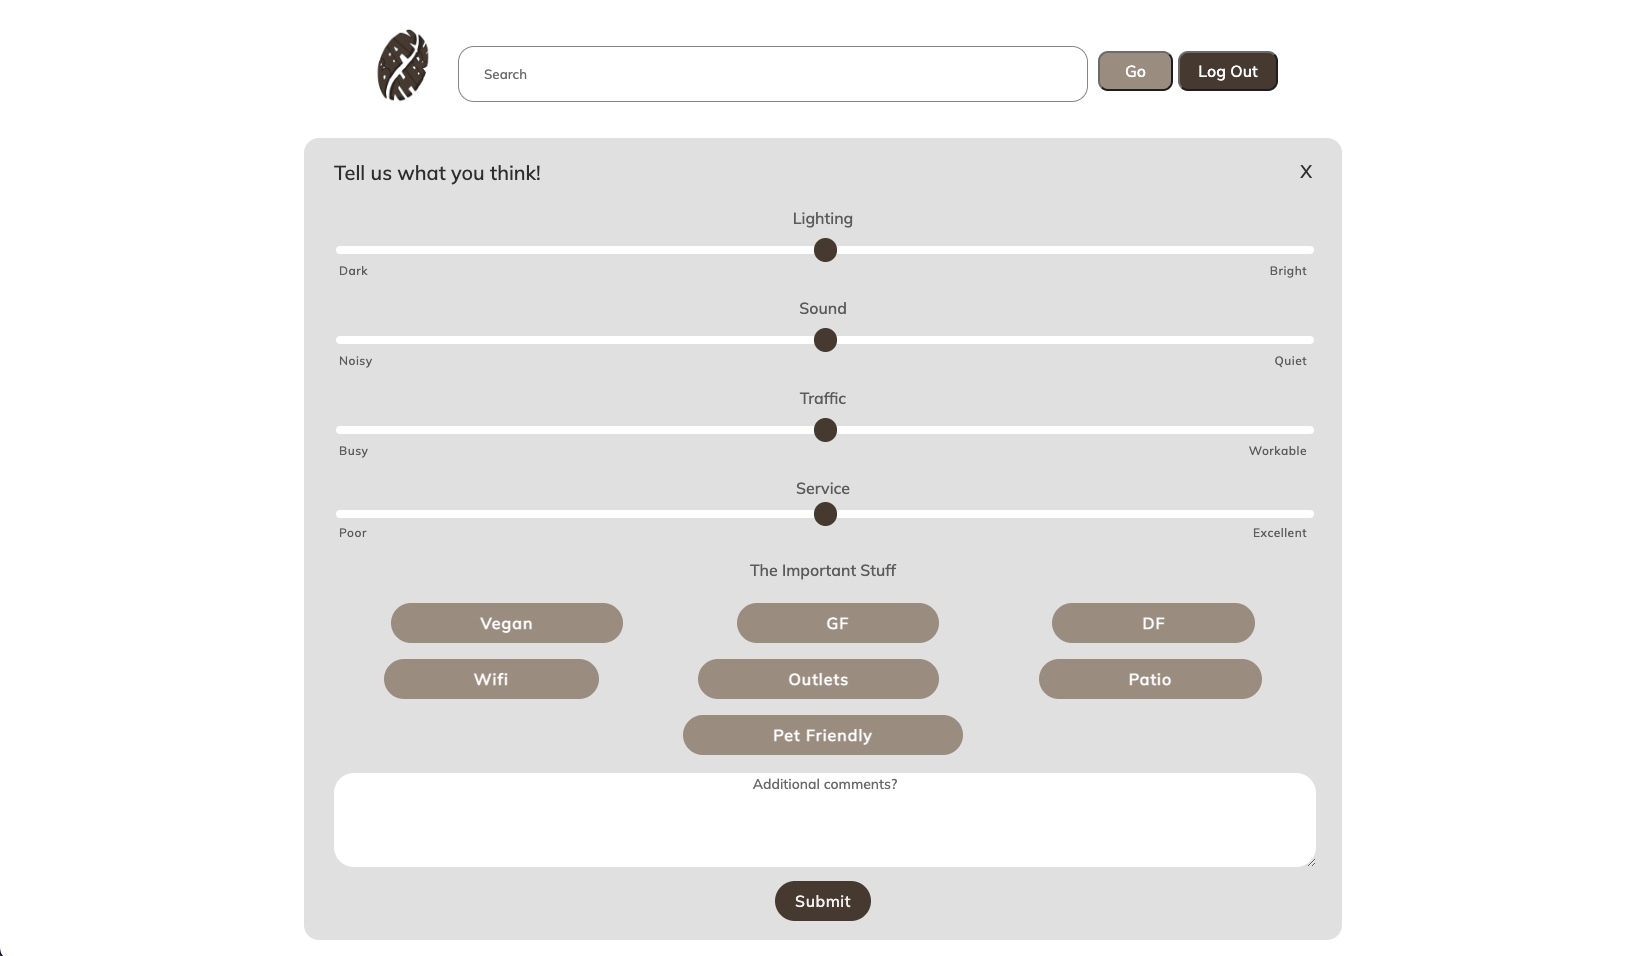 Search
Go
Log Out
Tell us what you think!
X
Lighting
Dark Bright
Sound
Noisy Quiet
Traffic
Busy Workable
Service
Poor Excellent
The Important Stuff
Vegan GF DF
Wifi Outlets Patio
Pet Friendly
Additional comments?
Submit